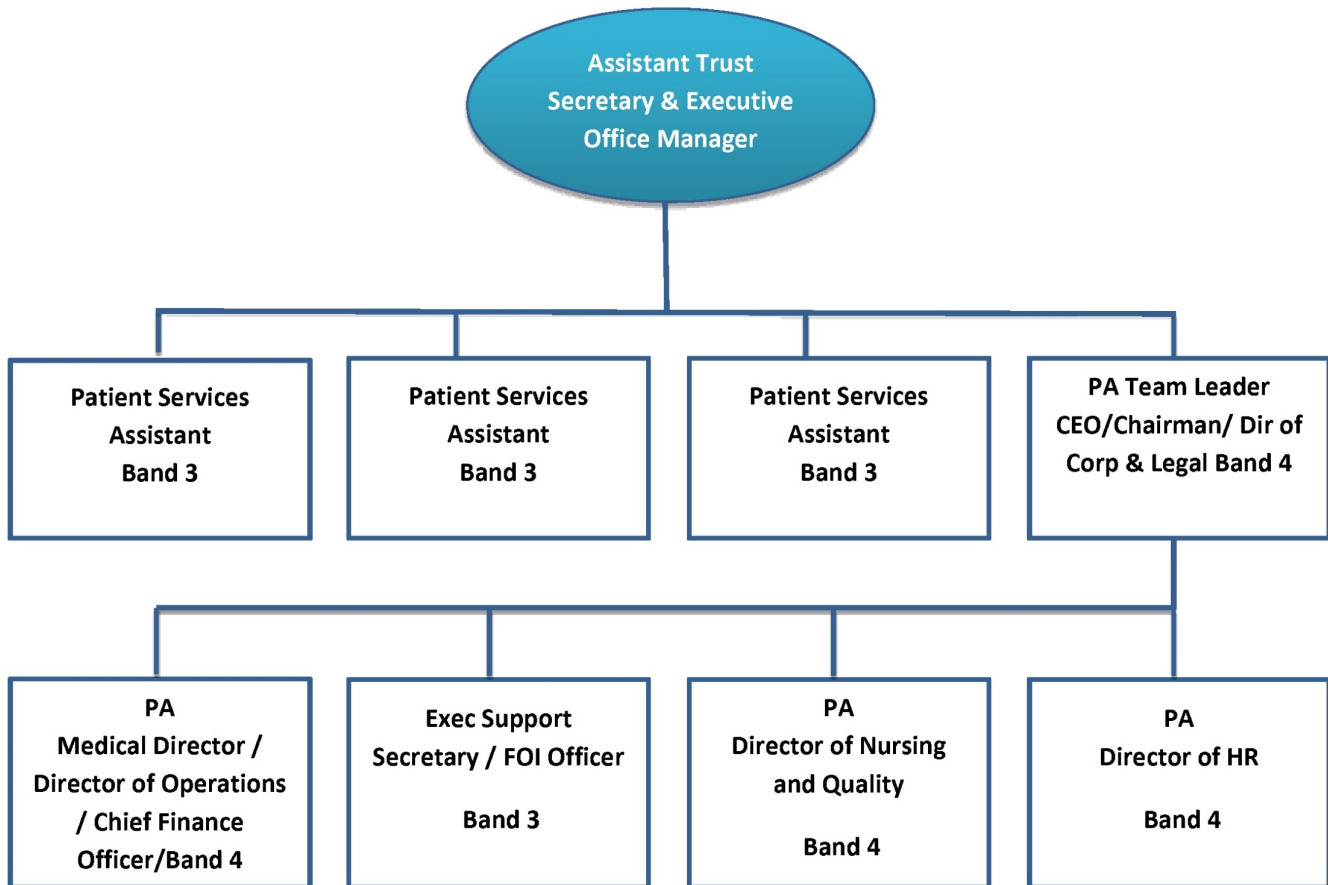 Assistant Trust
Secretary & Executive
Office Manager
Patient Services
Assistant
Band 3
Patient Services
Assistant
Band 3
Patient Services
Assistant
Band 3
PA Team Leader
CEO/Chairman/ Dir of
Corp & Legal Band 4
PA
Medical Director /
Director of Operations
/ Chief Finance
Officer/Band 4
Exec Support
Secretary / FOI Officer
Band 3
PA
Director of Nursing
and Quality
Band 4
PA
Director of HR
Band 4